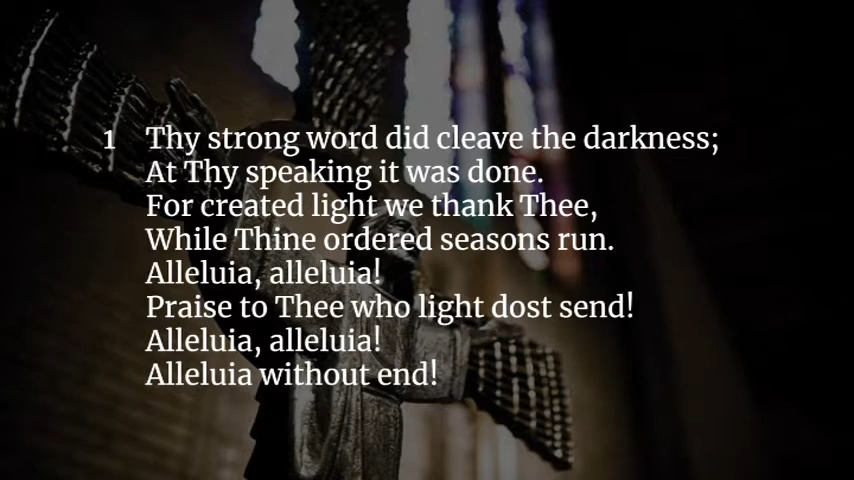 1 Thy strong word did cleave the darkness;
At Thy speaking it was done.
For created light we thank Thee,
While Thine ordered seasons run.
Alleluia, alleluia!
Praise to Thee who light dost send!
Alleluia, alleluia!
Alleluia without end!